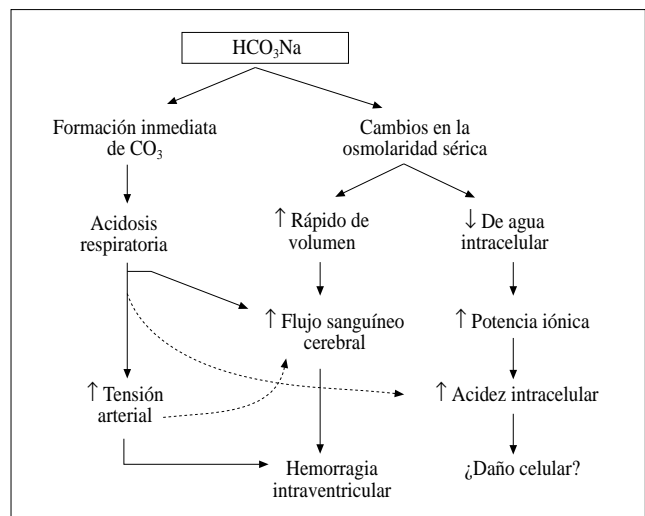 HCO₃Na
Formación inmediata
de CO₃
Cambios en la
osmolaridad sérica
Acidosis
respiratoria
↑ Rápido de
volumen
↓ De agua
intracelular
↑ Flujo sanguíneo
cerebral
↑ Potencia iónica
↑ Tensión
arterial
↑ Acidez intracelular
Hemorragia
intraventricular
¿Daño celular?